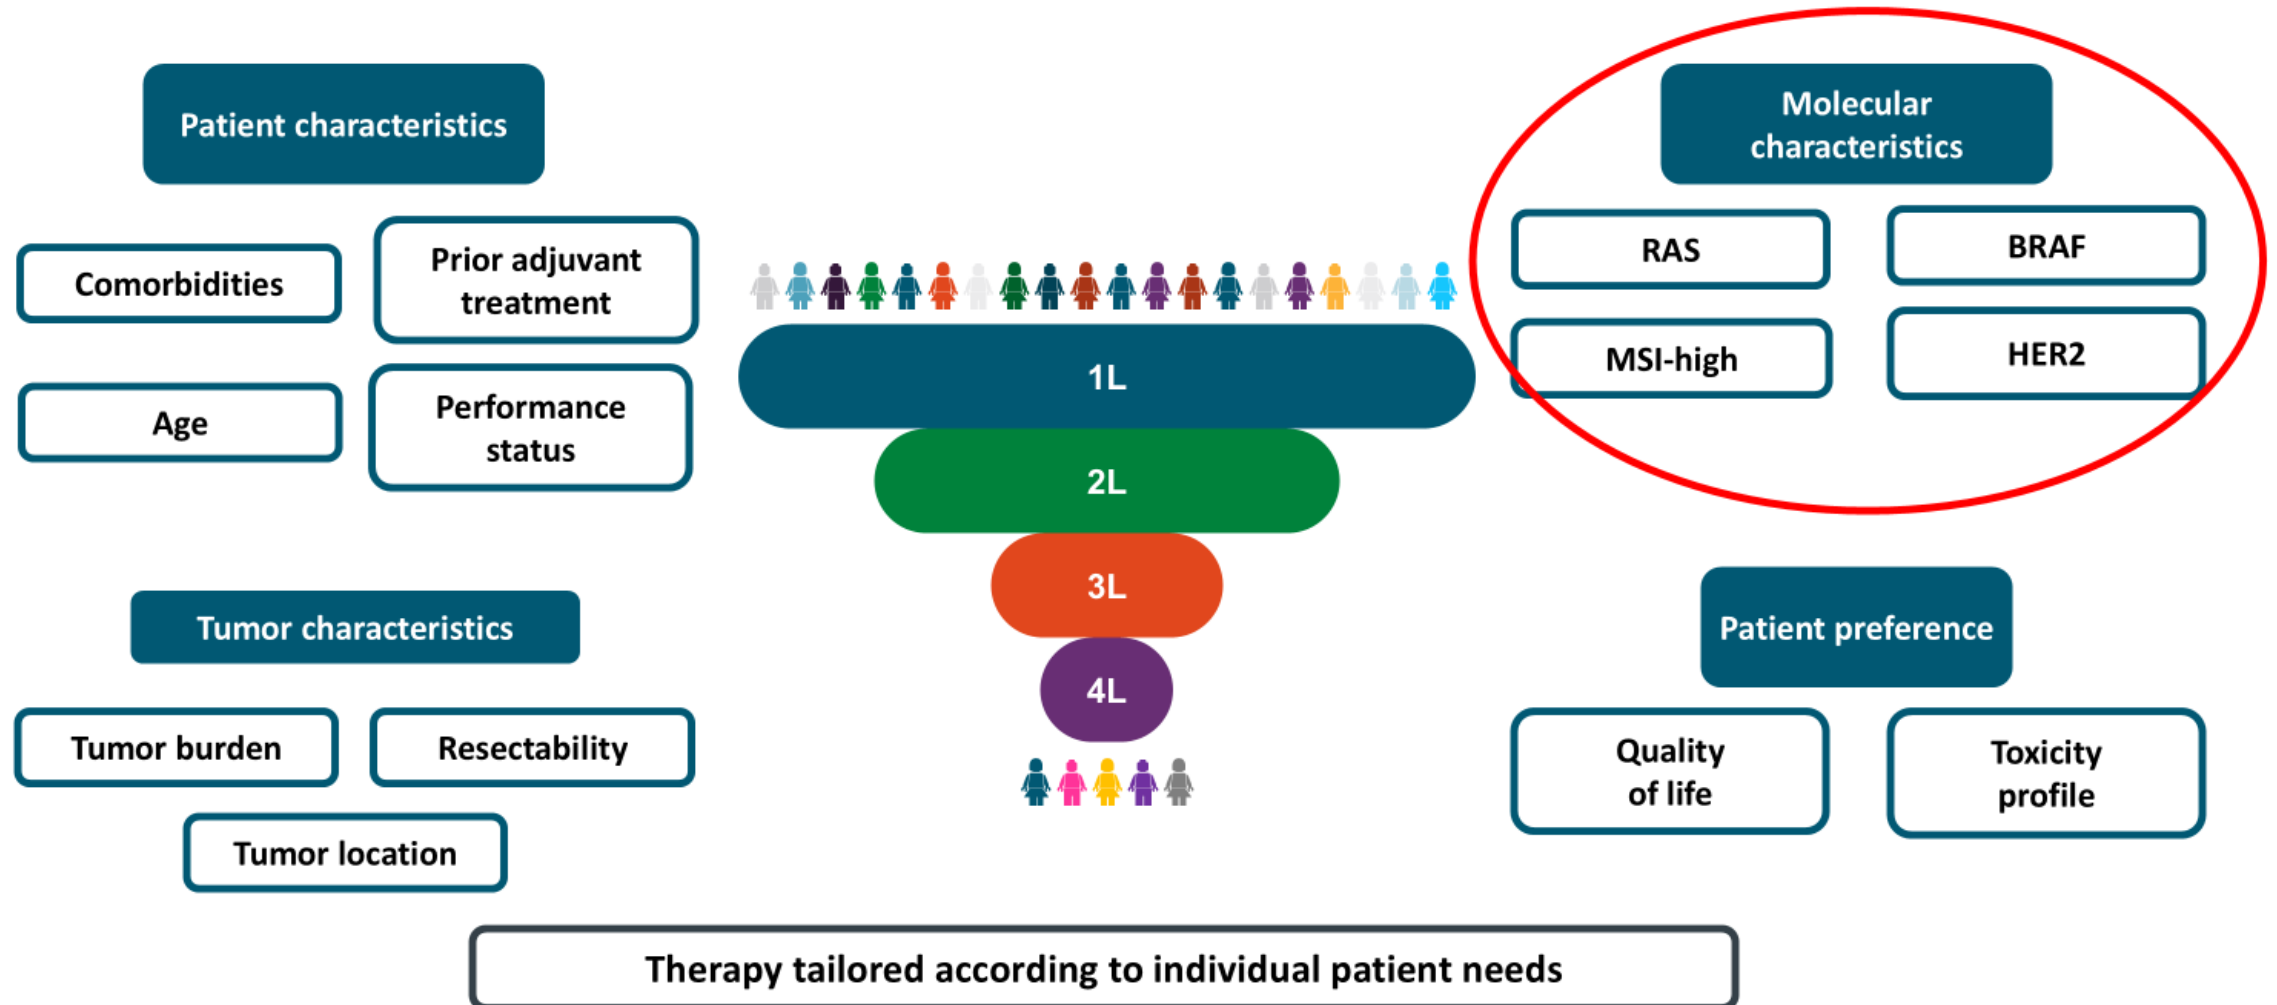 Patient characteristics
Comorbidities
Prior adjuvant
treatment
Age
Performance
status
Tumor characteristics
Tumor burden
Resectability
Tumor location
1L
2L
3L
4L
Molecular
characteristics
RAS
BRAF
MSI-high
HER2
Patient preference
Quality
of life
Toxicity
profile
Therapy tailored according to individual patient needs